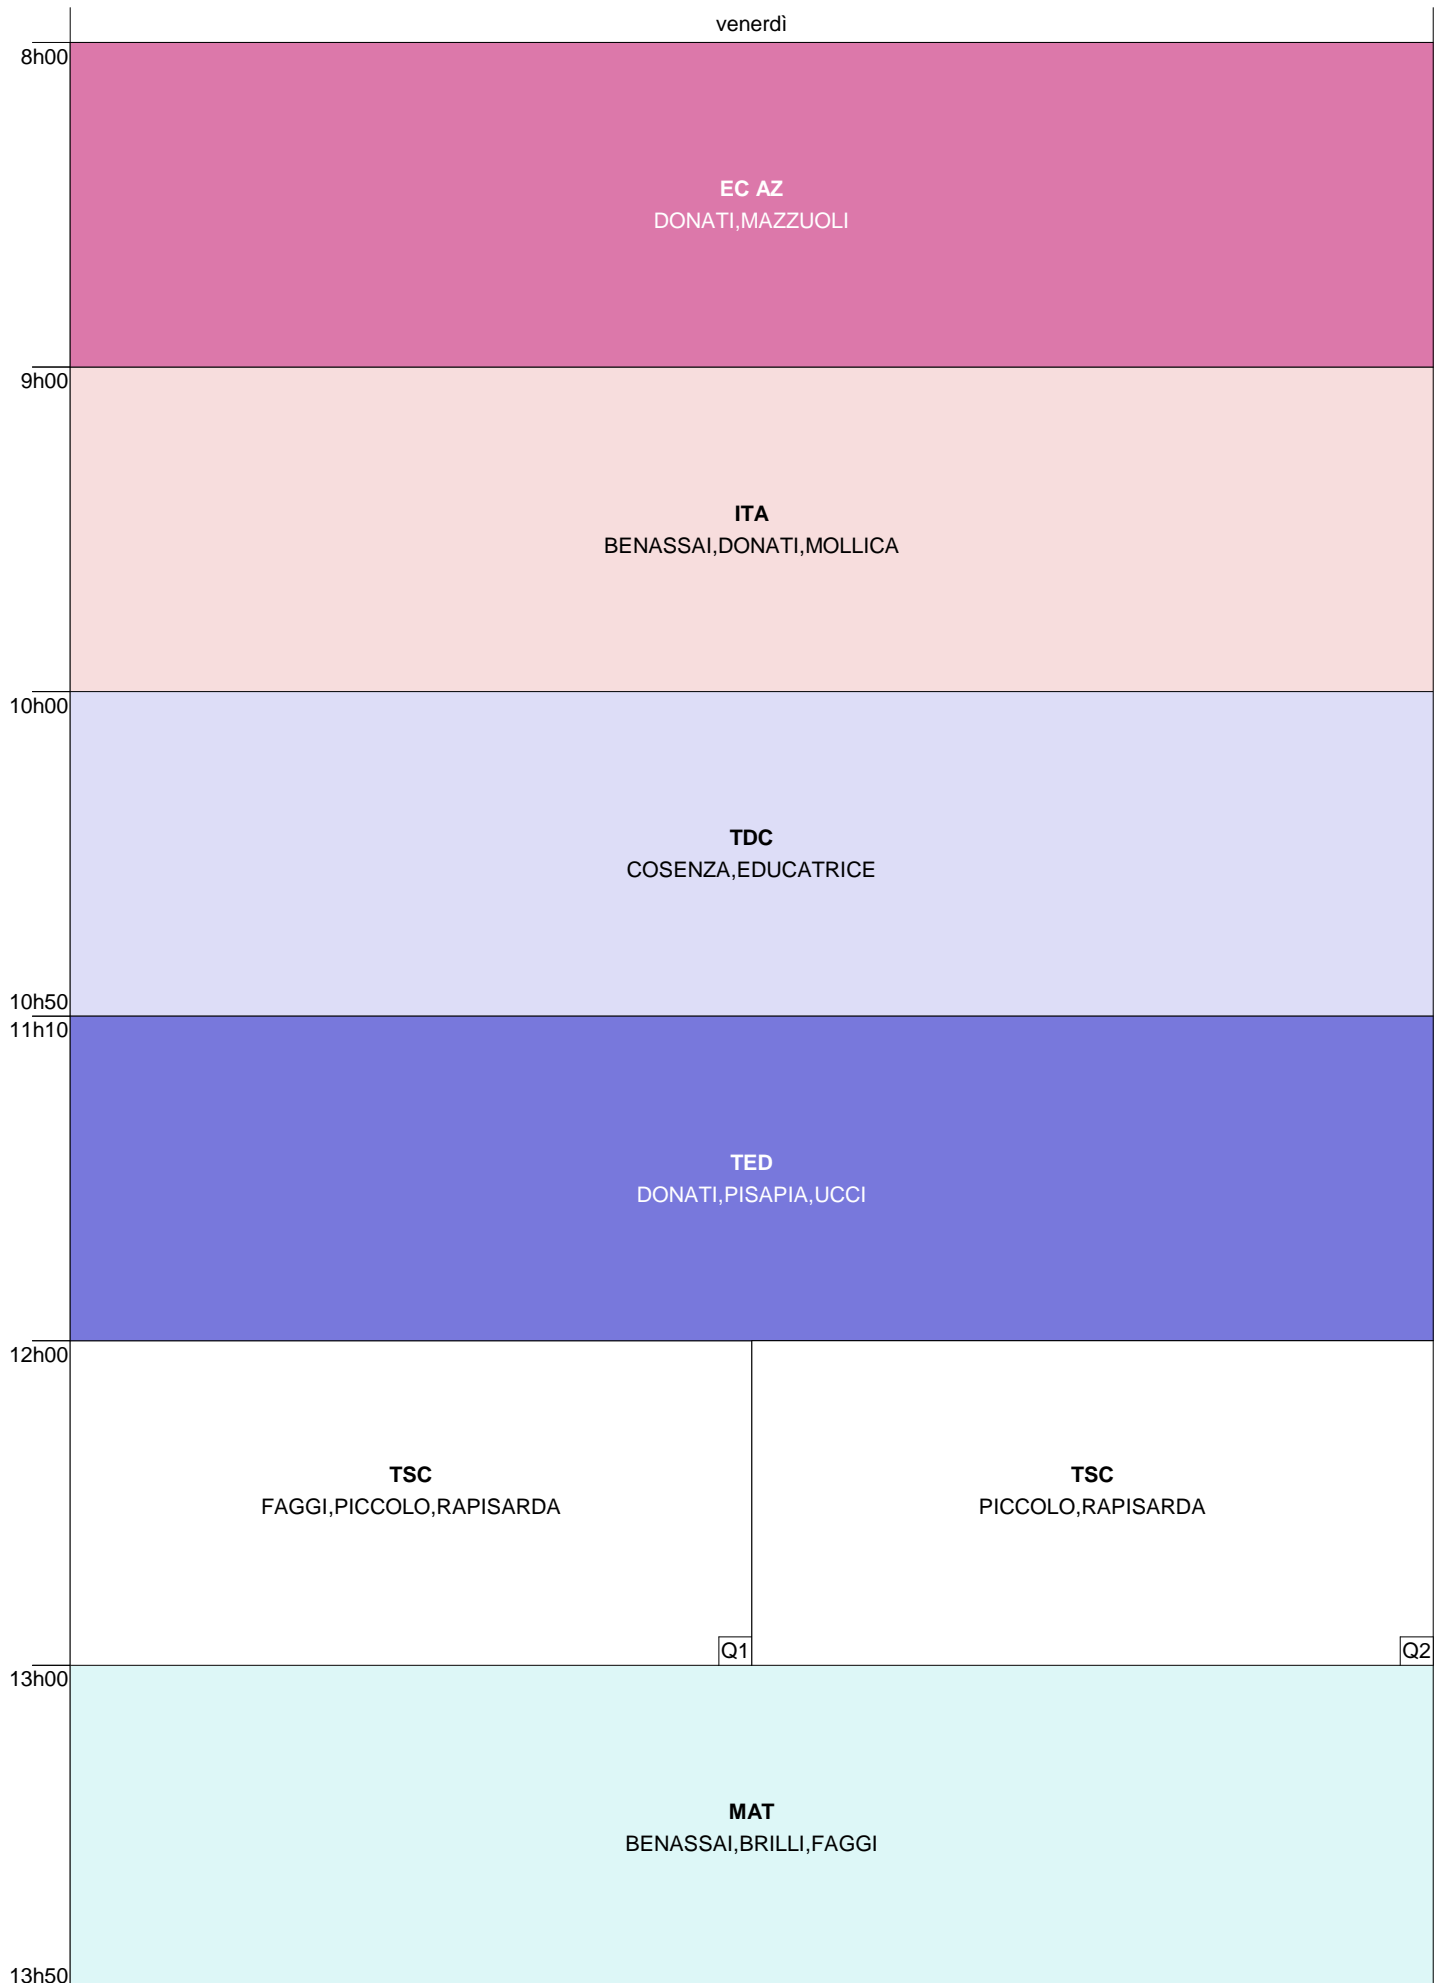 venerdì
8h00
EC AZ
DONATI,MAZZUOLI
9h00
ITA
BENASSAI,DONATI,MOLLICA
10h00
TDC
COSENZA,EDUCATRICE
10h50
11h10
TED
DONATI,PISAPIA,UCCI
12h00
TSC
FAGGI,PICCOLO,RAPISARDA
Q1
TSC
PICCOLO,RAPISARDA
Q2
13h00
MAT
BENASSAI,BRILLI,FAGGI
13h50